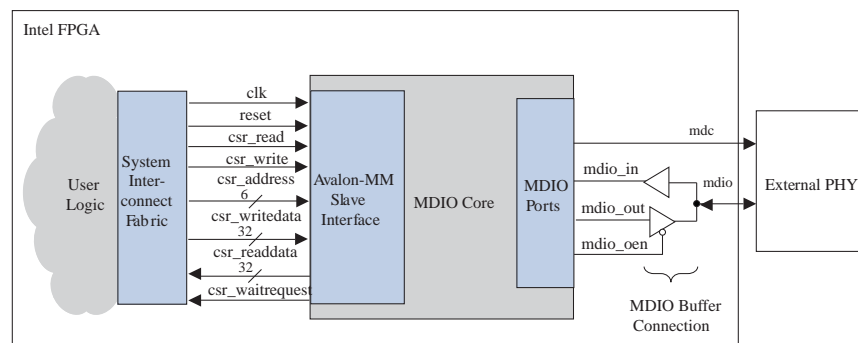 Intel FPGA
User
Logic
System
Inter-
connect
Fabric
clk
reset
csr_read
csr_write
csr_address
6
csr_writedata
32
csr_readdata
32
csr_waitrequest
Avalon-MM
Slave
Interface
MDIO Core
MDIO
Ports
mdc
mdio_in
mdio
mdio_out
mdio_oen
External PHY
MDIO Buffer
Connection